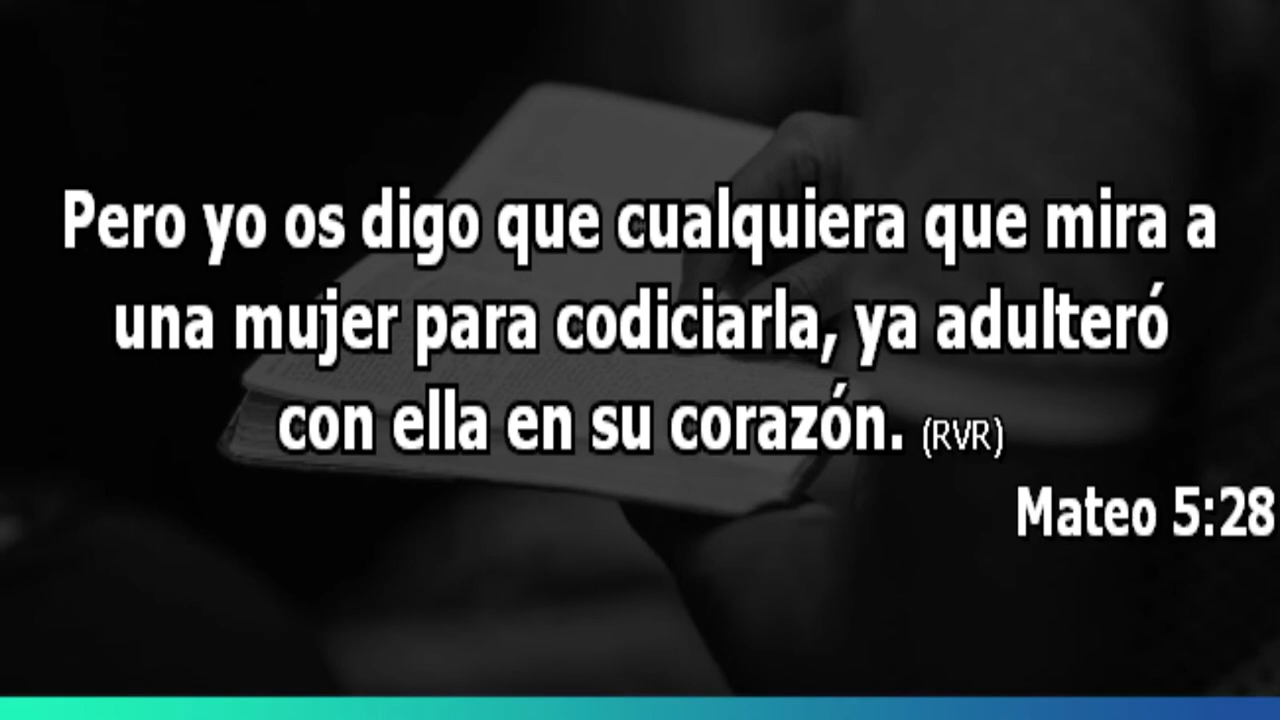 Pero yo os digo que cualquiera que mira a
una mujer para codiciarla, ya adulteró
con ella en su corazón. (RVR)
Mateo 5:28